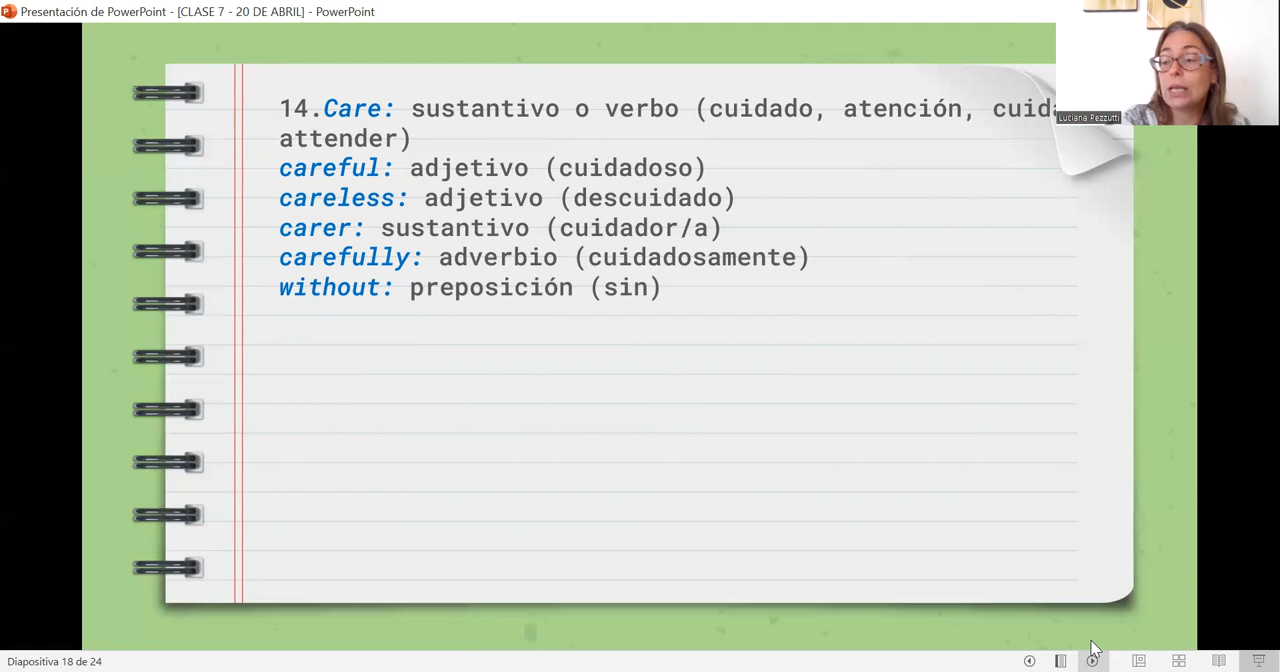 Presentación de PowerPoint - [CLASE 7 - 20 DE ABRIL] - PowerPoint
Luciana Pezzutti
14.Care: sustantivo o verbo (cuidado, atención,
attender)
careful: adjetivo (cuidadoso)
careless: adjetivo (descuidado)
carer: sustantivo (cuidador/a)
carefully: adverbio (cuidadosamente)
without: preposición (sin)
Diapositiva 18 de 24